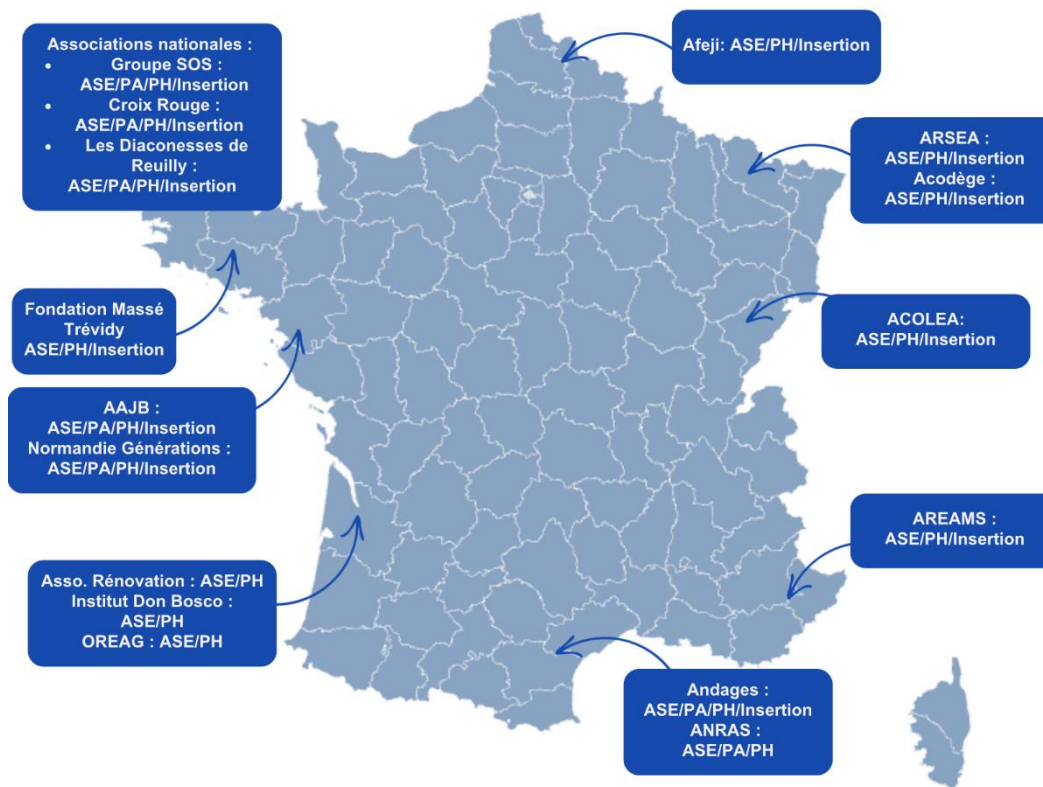 Associations nationales :
• Groupe SOS :
ASE/PA/PH/Insertion
• Croix Rouge :
ASE/PA/PH/Insertion
• Les Diaconesses de
Reuilly :
ASE/PA/PH/Insertion
Afeji: ASE/PH/Insertion
ARSEA :
ASE/PH/Insertion
Acodège :
ASE/PH/Insertion
Fondation Massé
Trévidy
ASE/PH/Insertion
ACOLEA:
ASE/PH/Insertion
AAJB :
ASE/PA/PH/Insertion
Normandie Générations :
ASE/PA/PH/Insertion
AREAMS :
ASE/PH/Insertion
Asso. Rénovation : ASE/PH
Institut Don Bosco :
ASE/PH
OREAG : ASE/PH
Andages :
ASE/PA/PH/Insertion
ANRAS :
ASE/PA/PH